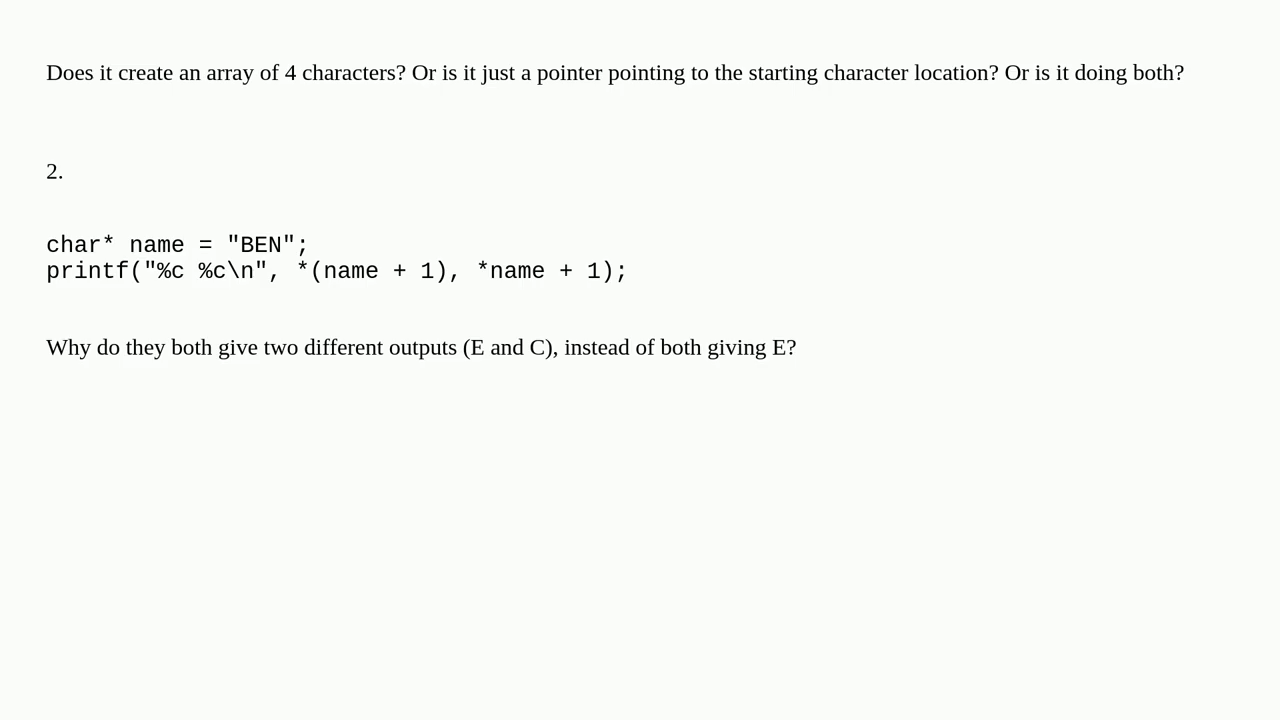 Does it create an array of 4 characters? Or is it just a pointer pointing to the starting character location? Or is it doing both?
2.
char* name = "BEN";
printf("%c %c\n", *(name + 1), *name + 1);
Why do they both give two different outputs (E and C), instead of both giving E?